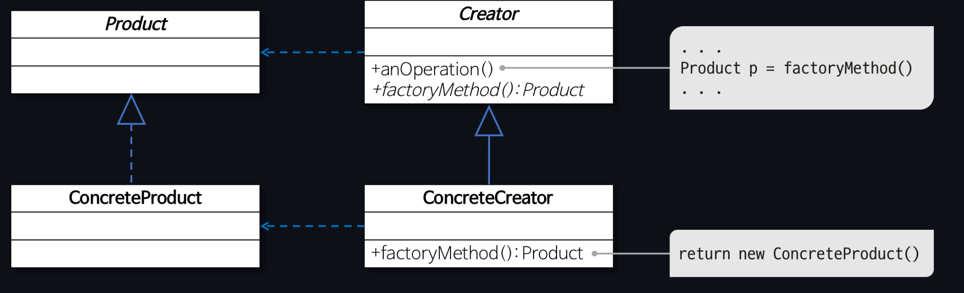 Product
Creator
+anOperation()
+factoryMethod():Product
. . .
Product p = factoryMethod()
. . .
ConcreteProduct
ConcreteCreator
+factoryMethod():Product
return new ConcreteProduct()